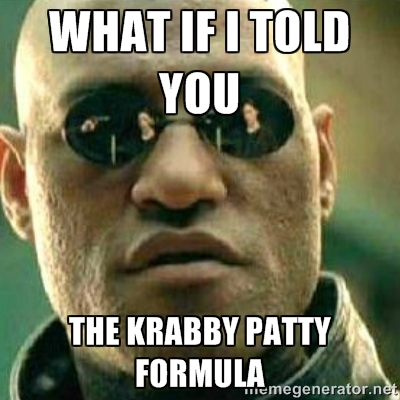 WHAT IF I TOLD
YOU
THE KRABBY PATTY
FORMULA
memegenerator.net